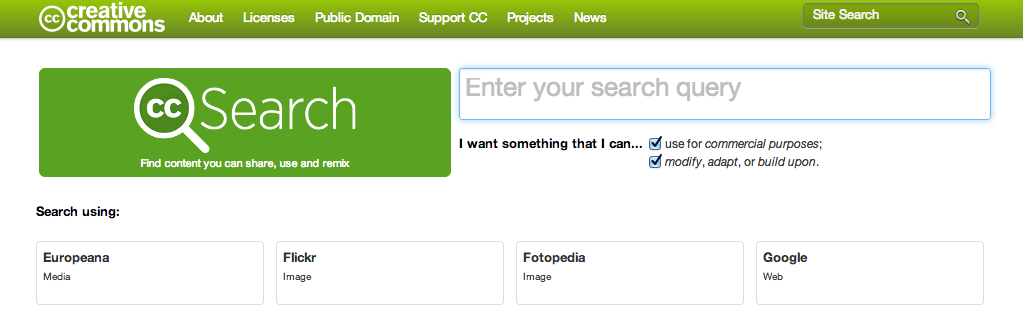 cc creative commons
About Licenses Public Domain Support CC Projects News
Site Search
cc Search
Find content you can share, use and remix
Enter your search query
I want something that I can... use for commercial purposes;
modify, adapt, or build upon.
Search using:
Europeana
Media
Flickr
Image
Fotopedia
Image
Google
Web